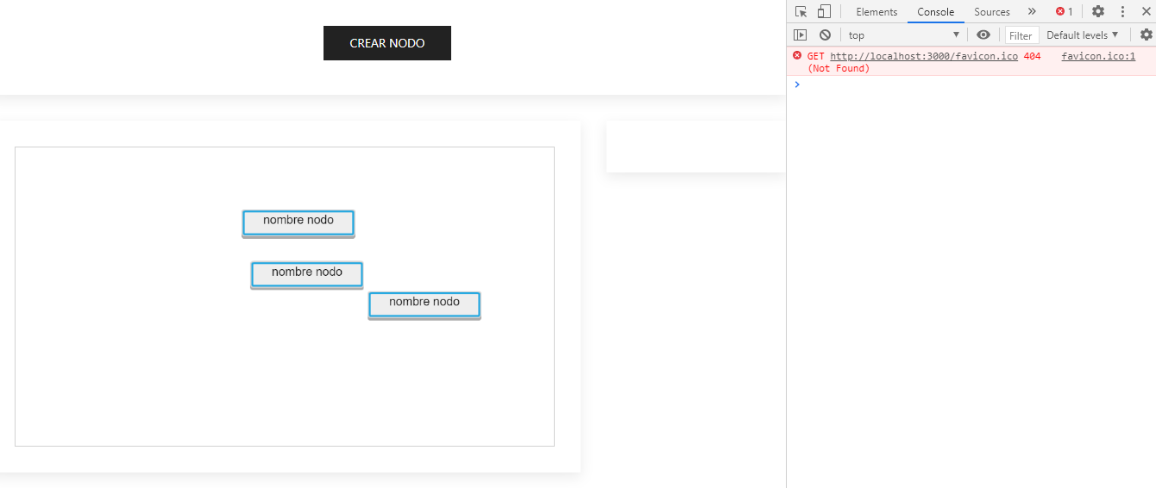 CREAR NODO
nombre nodo
nombre nodo
nombre nodo
Elements Console Sources » 1
top Filter Default levels
GET http://localhost:3000/favicon.ico 404 favicon.ico:1
(Not Found)